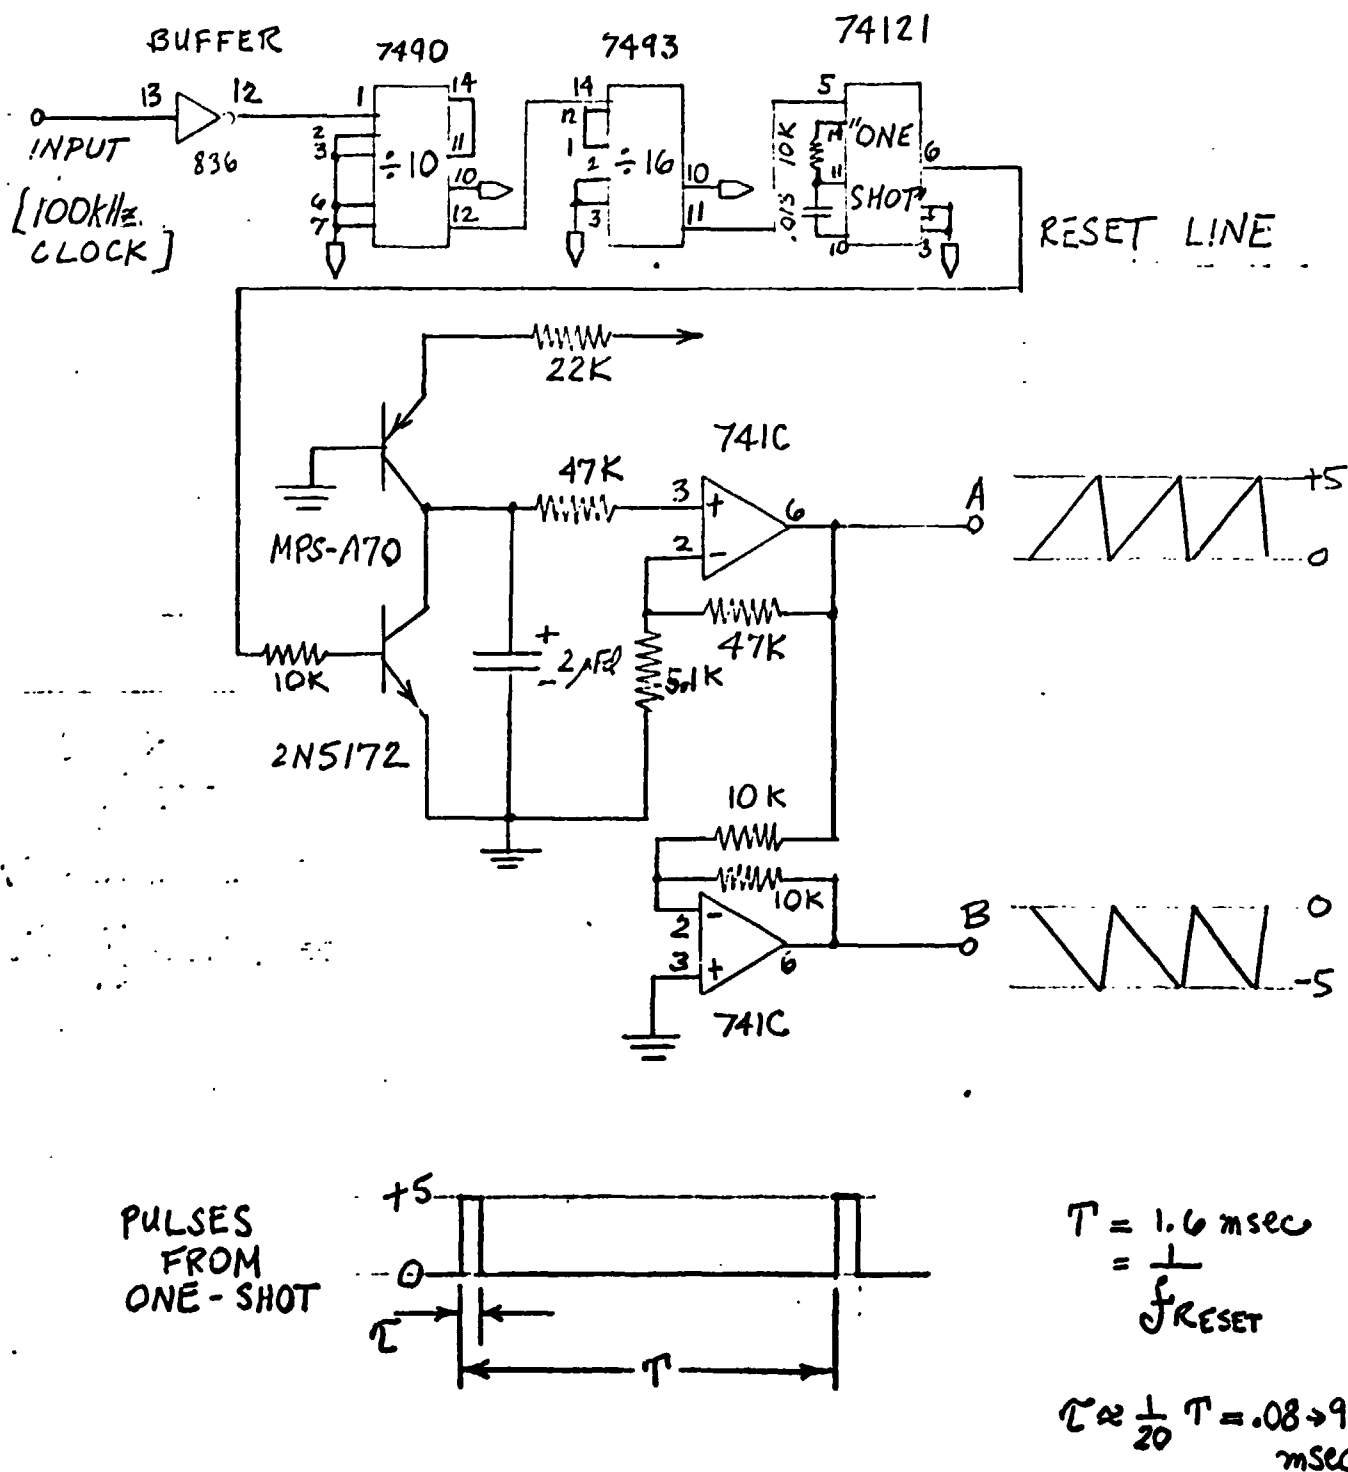 BUFFER
7490
7493
74121
13
12
1
14
14
5
2
3
11
12
1
10K
14
"ONE
6
INPUT
836
÷10
2
÷16
11
SHOT"
[100kHz.
CLOCK]
6
7
10
12
3
10
11
.015
10
7
3
RESET LINE
22K
741C
47K
3
+
6
A
+5
2
-
0
MPS-A70
47K
+
2µFd
-
5.1K
10K
2N5172
10K
10K
B
0
2
-
3
+
6
-5
741C
PULSES
FROM
ONE-SHOT
+5
0
τ
T
T = 1.6 msec
= 1
fRESET
τ ≈ 1/20 T = .08→9
msec